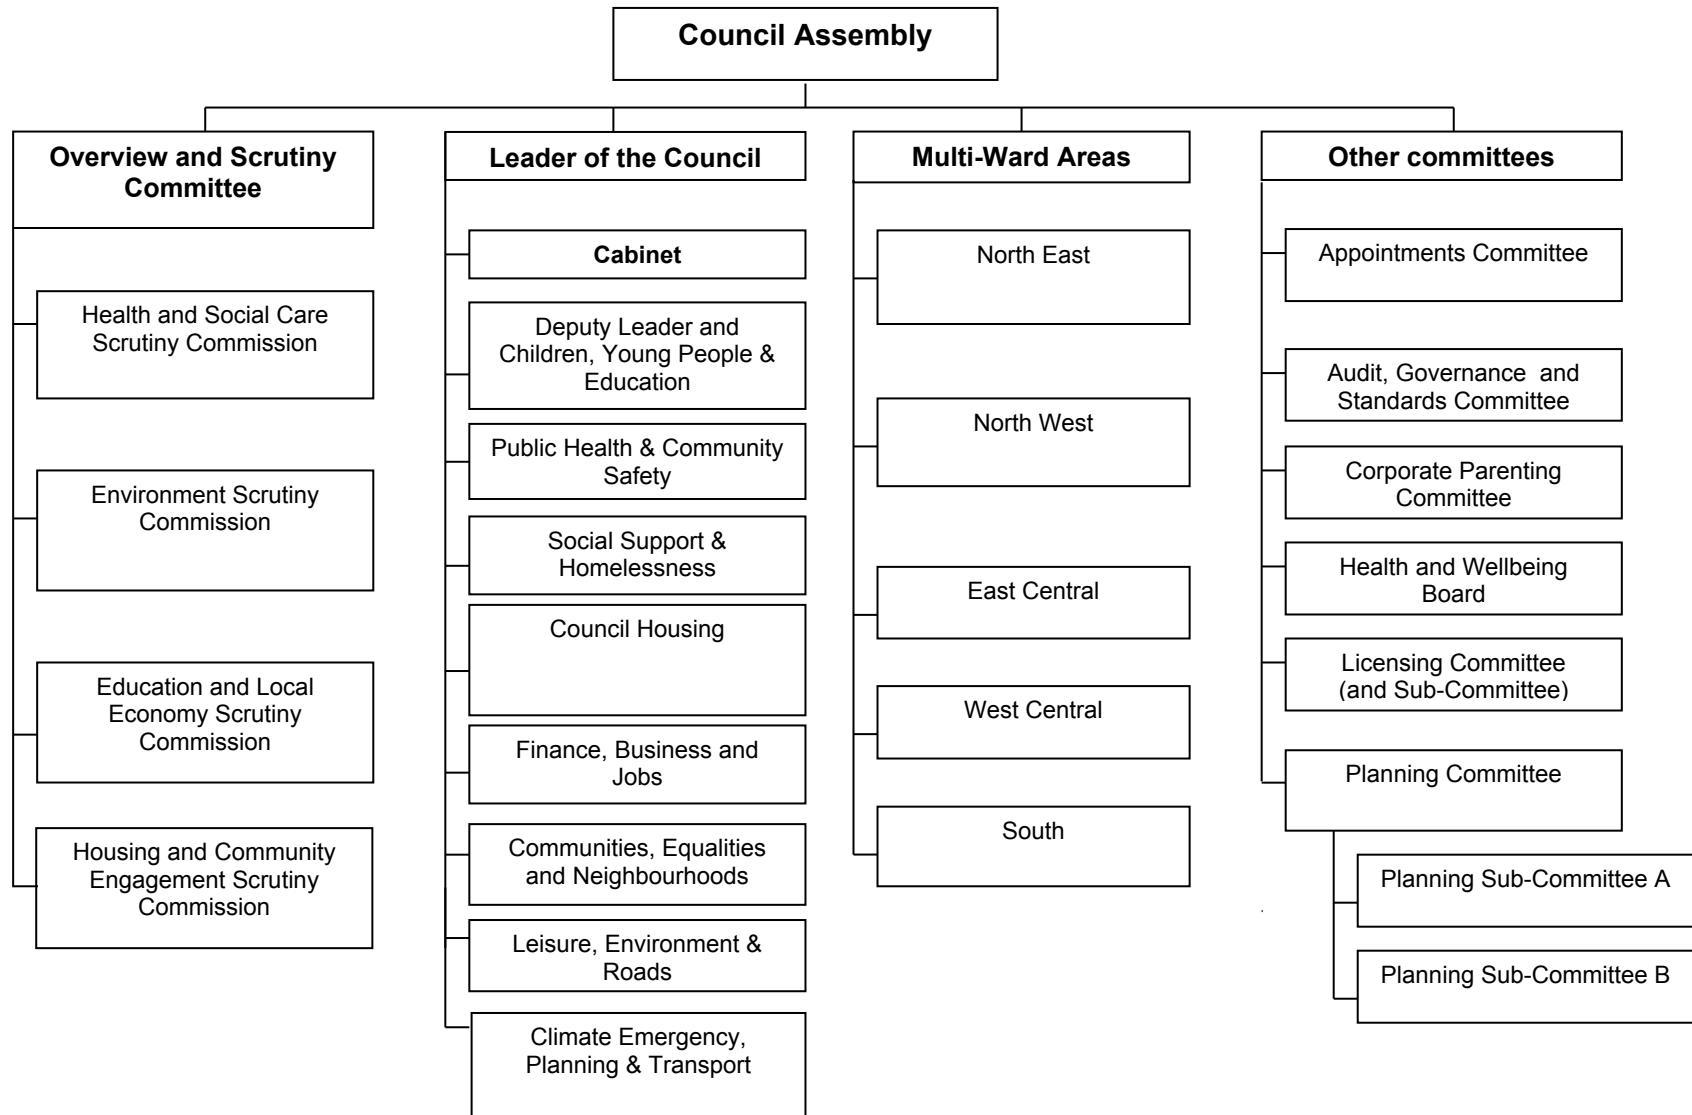 Council Assembly
Overview and Scrutiny
Committee
Health and Social Care
Scrutiny Commission
Environment Scrutiny
Commission
Education and Local
Economy Scrutiny
Commission
Housing and Community
Engagement Scrutiny
Commission
Leader of the Council
Cabinet
Deputy Leader and
Children, Young People &
Education
Public Health & Community
Safety
Social Support &
Homelessness
Council Housing
Finance, Business and
Jobs
Communities, Equalities
and Neighbourhoods
Leisure, Environment &
Roads
Climate Emergency,
Planning & Transport
Multi-Ward Areas
North East
North West
East Central
West Central
South
Other committees
Appointments Committee
Audit, Governance  and
Standards Committee
Corporate Parenting
Committee
Health and Wellbeing
Board
Licensing Committee
(and Sub-Committee)
Planning Committee
Planning Sub-Committee A
Planning Sub-Committee B